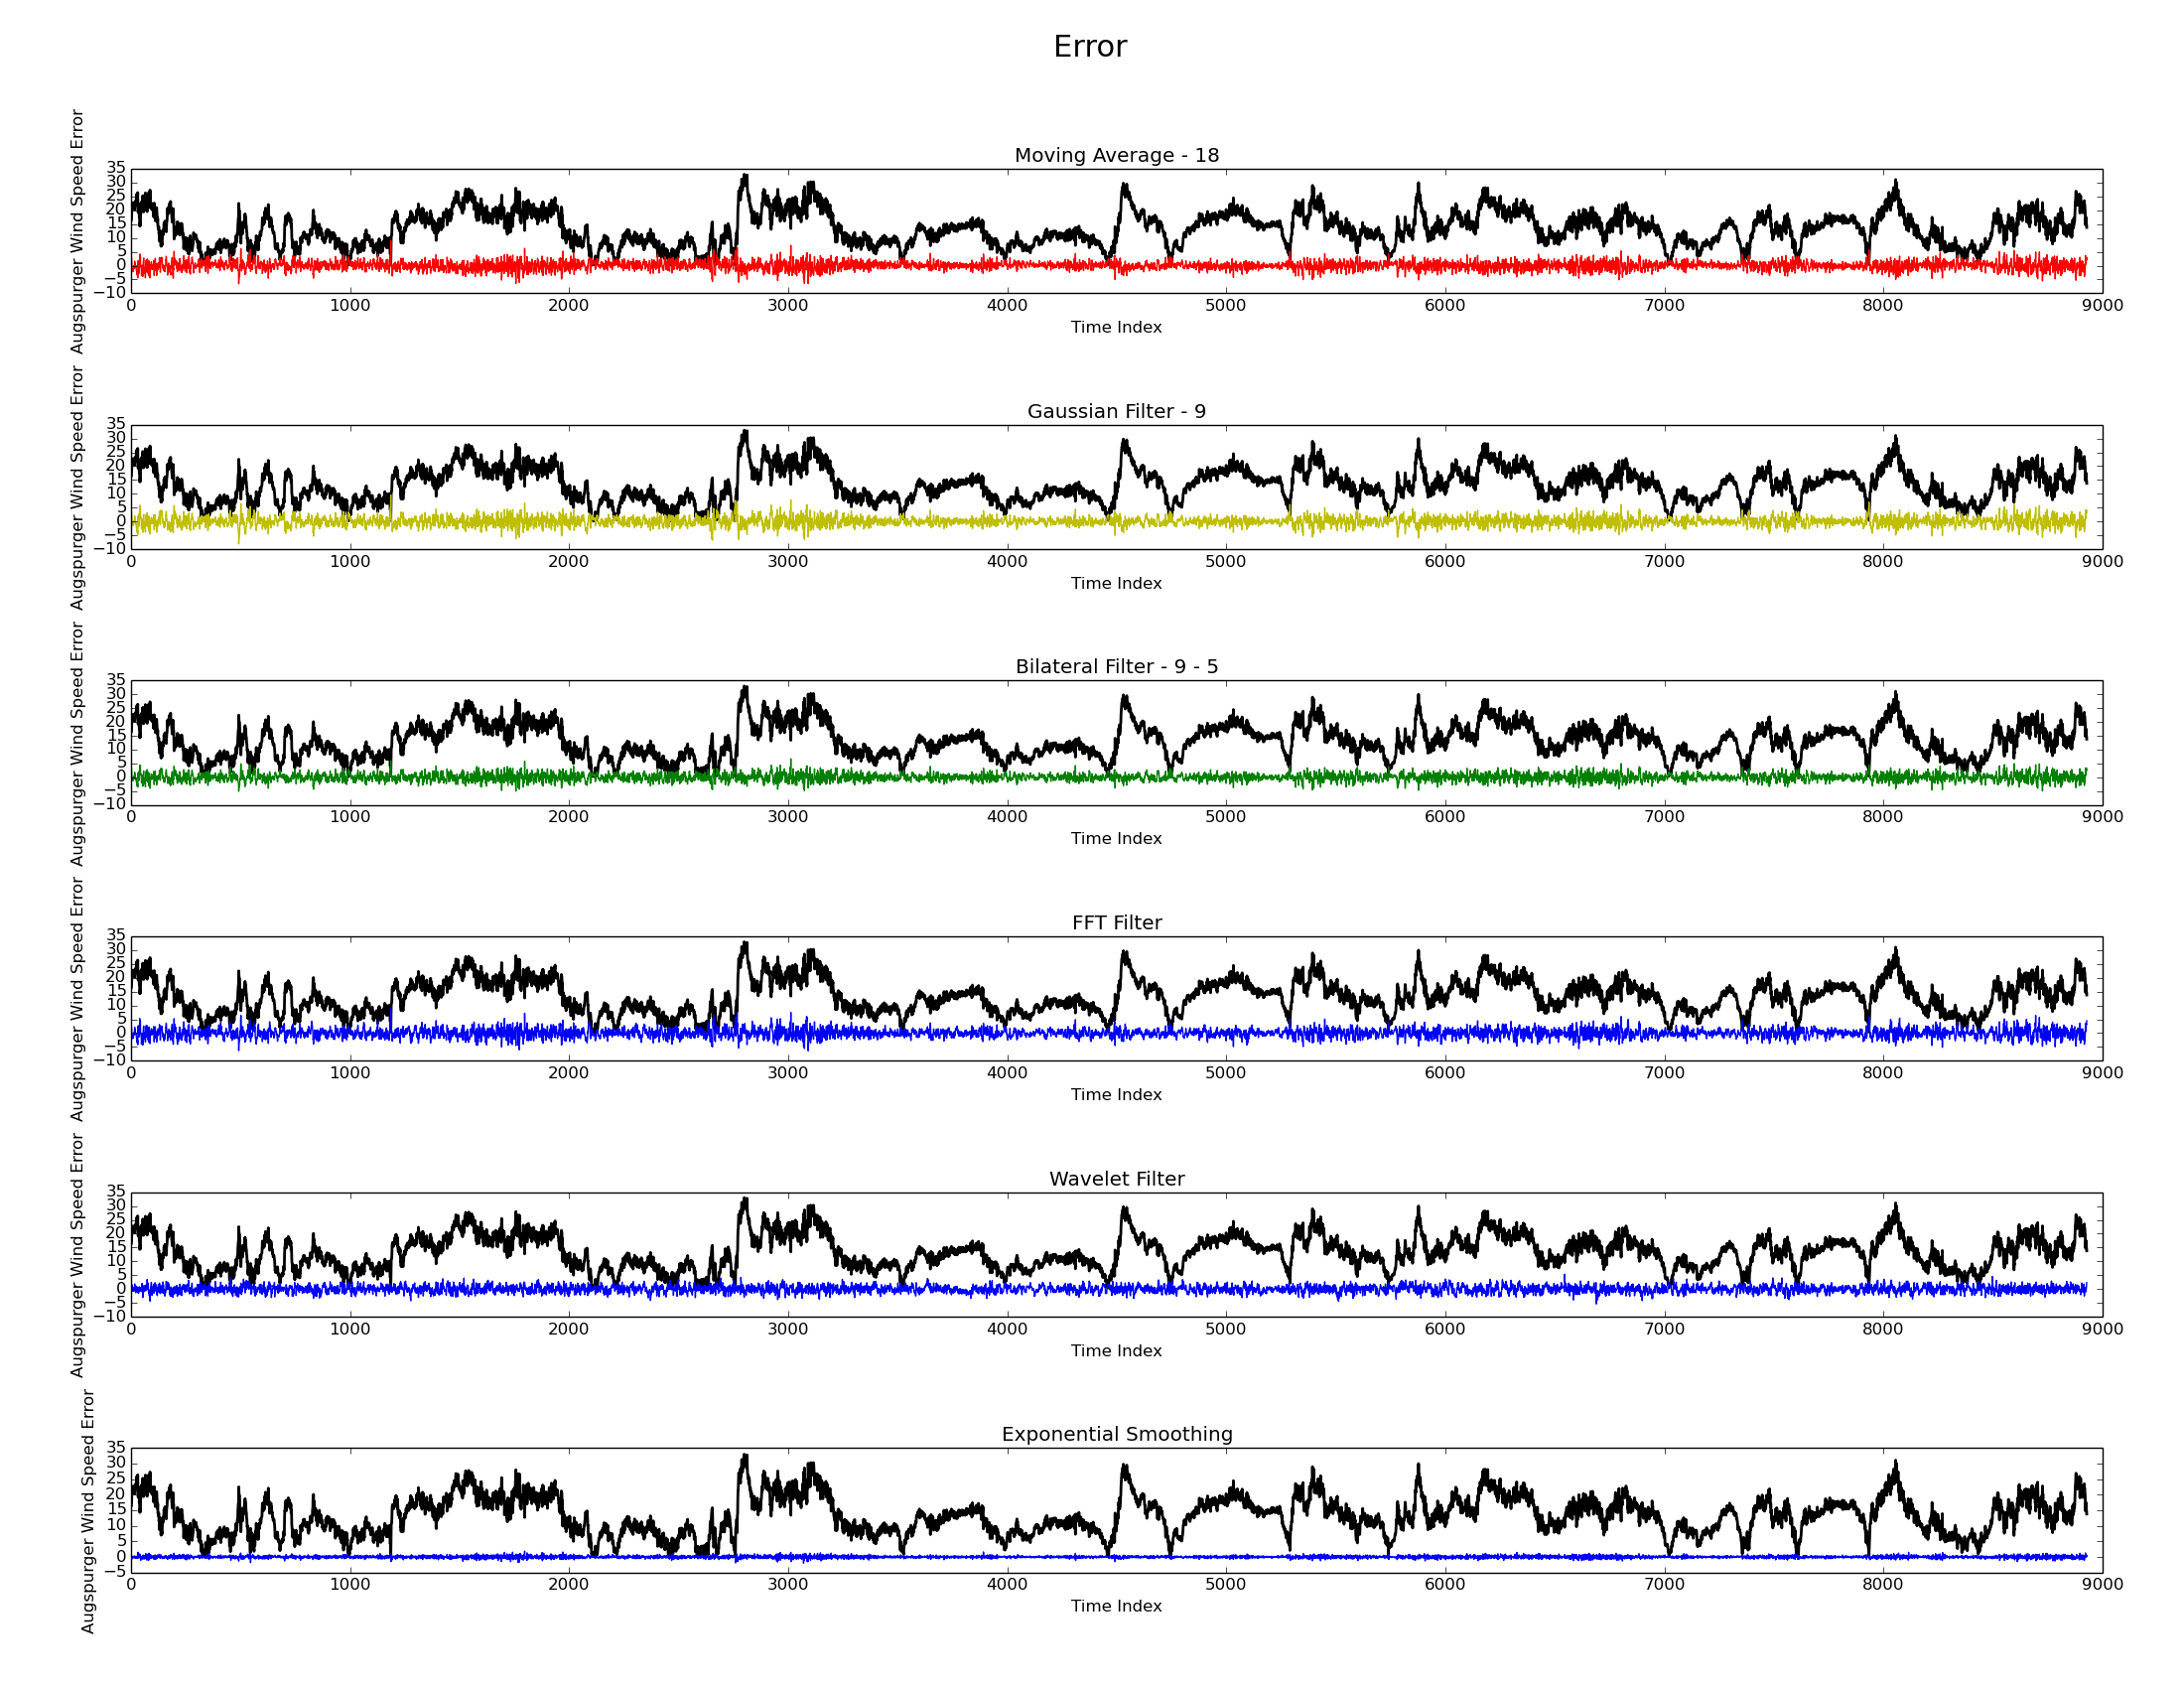 Error
Moving Average - 18
Augspurger Wind Speed Error
35
30
25
20
15
10
5
0
−5
−10
0 1000 2000 3000 4000 5000 6000 7000 8000 9000
Time Index
Gaussian Filter - 9
Augspurger Wind Speed Error
35
30
25
20
15
10
5
0
−5
−10
0 1000 2000 3000 4000 5000 6000 7000 8000 9000
Time Index
Bilateral Filter - 9 - 5
Augspurger Wind Speed Error
35
30
25
20
15
10
5
0
−5
−10
0 1000 2000 3000 4000 5000 6000 7000 8000 9000
Time Index
FFT Filter
Augspurger Wind Speed Error
35
30
25
20
15
10
5
0
−5
−10
0 1000 2000 3000 4000 5000 6000 7000 8000 9000
Time Index
Wavelet Filter
Augspurger Wind Speed Error
35
30
25
20
15
10
5
0
−5
−10
0 1000 2000 3000 4000 5000 6000 7000 8000 9000
Time Index
Exponential Smoothing
Augspurger Wind Speed Error
35
30
25
20
15
10
5
0
−5
0 1000 2000 3000 4000 5000 6000 7000 8000 9000
Time Index